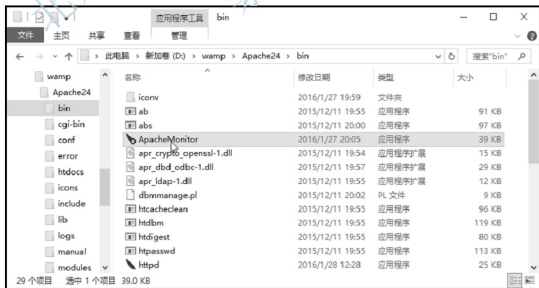 应用程序工具 bin
文件 主页 共享 查看 管理
此电脑 › 新加卷 (D:) › wamp › Apache24 › bin 搜索"bin"
wamp
Apache24
bin
cgi-bin
conf
error
htdocs
icons
include
lib
logs
manual
modules
名称 修改日期 类型 大小
iconv 2016/1/27 19:59 文件夹
ab 2015/12/11 19:55 应用程序 91 KB
abs 2015/12/11 20:00 应用程序 97 KB
ApacheMonitor 2016/1/27 20:05 应用程序 39 KB
apr_crypto_openssl-1.dll 2015/12/11 19:54 应用程序扩展 15 KB
apr_dbd_odbc-1.dll 2015/12/11 19:57 应用程序扩展 29 KB
apr_ldap-1.dll 2015/12/11 19:55 应用程序扩展 12 KB
dbmmanage.pl 2015/12/11 20:02 PL 文件 9 KB
htcacheclean 2015/12/11 19:55 应用程序 96 KB
htdbm 2015/12/11 19:55 应用程序 119 KB
htdigest 2015/12/11 19:55 应用程序 80 KB
htpasswd 2015/12/11 19:55 应用程序 113 KB
httpd 2016/1/28 12:28 应用程序 25 KB
29 个项目 选中 1 个项目 39.0 KB